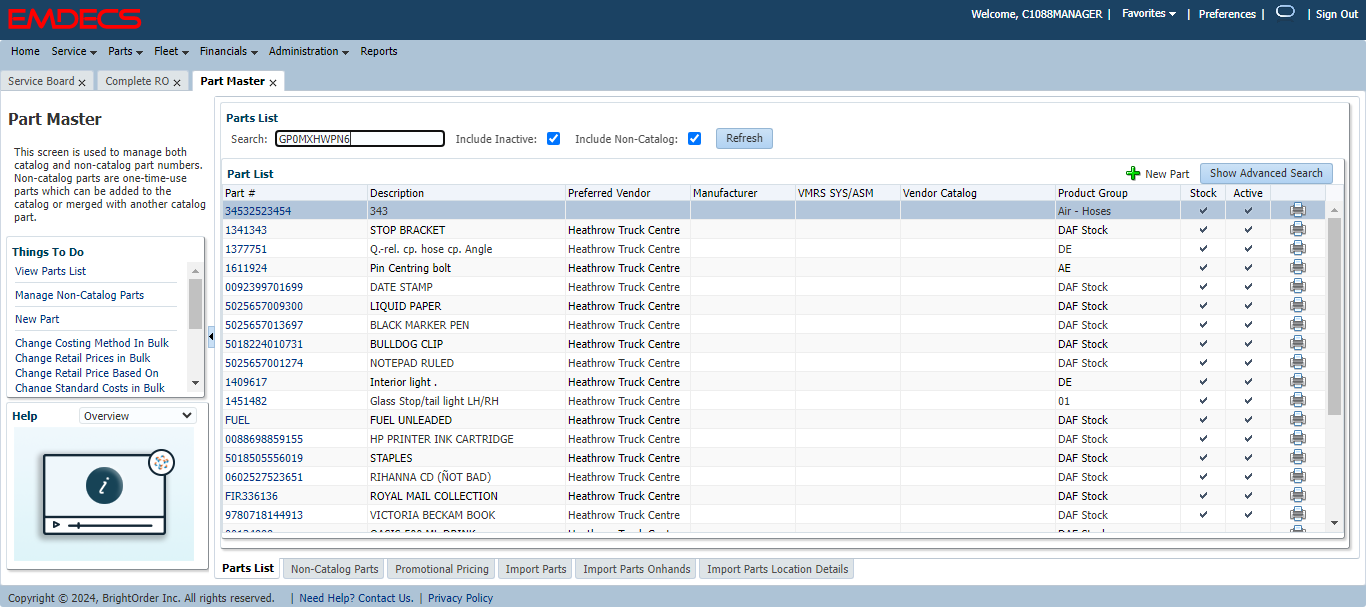 EMDECS
Welcome, C1088MANAGER | Favorites | Preferences | | Sign Out
Home Service Parts Fleet Financials Administration Reports
Service Board x Complete RO x Part Master x
Part Master
This screen is used to manage both
catalog and non-catalog part numbers.
Non-catalog parts are one-time-use
parts which can be added to the
catalog or merged with another catalog
part.
Things To Do
View Parts List
Manage Non-Catalog Parts
New Part
Change Costing Method In Bulk
Change Retail Prices in Bulk
Change Retail Price Based On
Change Standard Costs in Bulk
Help Overview
i
Parts List
Search: GP0MXHWPN6 Include Inactive: Include Non-Catalog: Refresh
Part List New Part Show Advanced Search
Part # Description Preferred Vendor Manufacturer VMRS SYS/ASM Vendor Catalog Product Group Stock Active
34532523454 343 Air - Hoses
1341343 STOP BRACKET Heathrow Truck Centre DAF Stock
1377751 Q.-rel. cp. hose cp. Angle Heathrow Truck Centre DE
1611924 Pin Centring bolt Heathrow Truck Centre AE
0092399701699 DATE STAMP Heathrow Truck Centre DAF Stock
5025657009300 LIQUID PAPER Heathrow Truck Centre DAF Stock
5025657013697 BLACK MARKER PEN Heathrow Truck Centre DAF Stock
5018224010731 BULLDOG CLIP Heathrow Truck Centre DAF Stock
5025657001274 NOTEPAD RULED Heathrow Truck Centre DAF Stock
1409617 Interior light . Heathrow Truck Centre DE
1451482 Glass Stop/tail light LH/RH Heathrow Truck Centre 01
FUEL FUEL UNLEADED Heathrow Truck Centre DAF Stock
0088698859155 HP PRINTER INK CARTRIDGE Heathrow Truck Centre DAF Stock
5018505556019 STAPLES Heathrow Truck Centre DAF Stock
0602527523651 RIHANNA CD (ÑOT BAD) Heathrow Truck Centre DAF Stock
FIR336136 ROYAL MAIL COLLECTION Heathrow Truck Centre DAF Stock
9780718144913 VICTORIA BECKAM BOOK Heathrow Truck Centre DAF Stock
Parts List Non-Catalog Parts Promotional Pricing Import Parts Import Parts Onhands Import Parts Location Details
Copyright © 2024, BrightOrder Inc. All rights reserved. | Need Help? Contact Us. | Privacy Policy